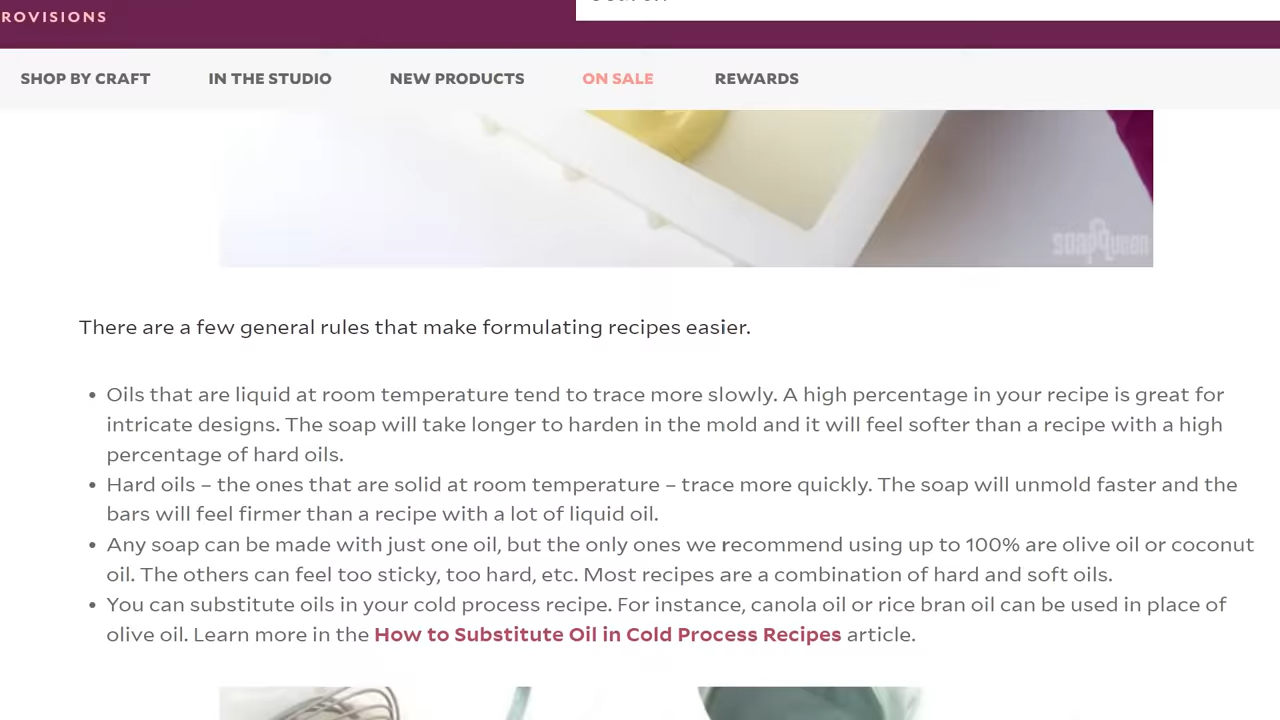 ROVISIONS
SHOP BY CRAFT IN THE STUDIO NEW PRODUCTS ON SALE REWARDS
soapQueen
There are a few general rules that make formulating recipes easier.
• Oils that are liquid at room temperature tend to trace more slowly. A high percentage in your recipe is great for
intricate designs. The soap will take longer to harden in the mold and it will feel softer than a recipe with a high
percentage of hard oils.
• Hard oils – the ones that are solid at room temperature – trace more quickly. The soap will unmold faster and the
bars will feel firmer than a recipe with a lot of liquid oil.
• Any soap can be made with just one oil, but the only ones we recommend using up to 100% are olive oil or coconut
oil. The others can feel too sticky, too hard, etc. Most recipes are a combination of hard and soft oils.
• You can substitute oils in your cold process recipe. For instance, canola oil or rice bran oil can be used in place of
olive oil. Learn more in the How to Substitute Oil in Cold Process Recipes article.